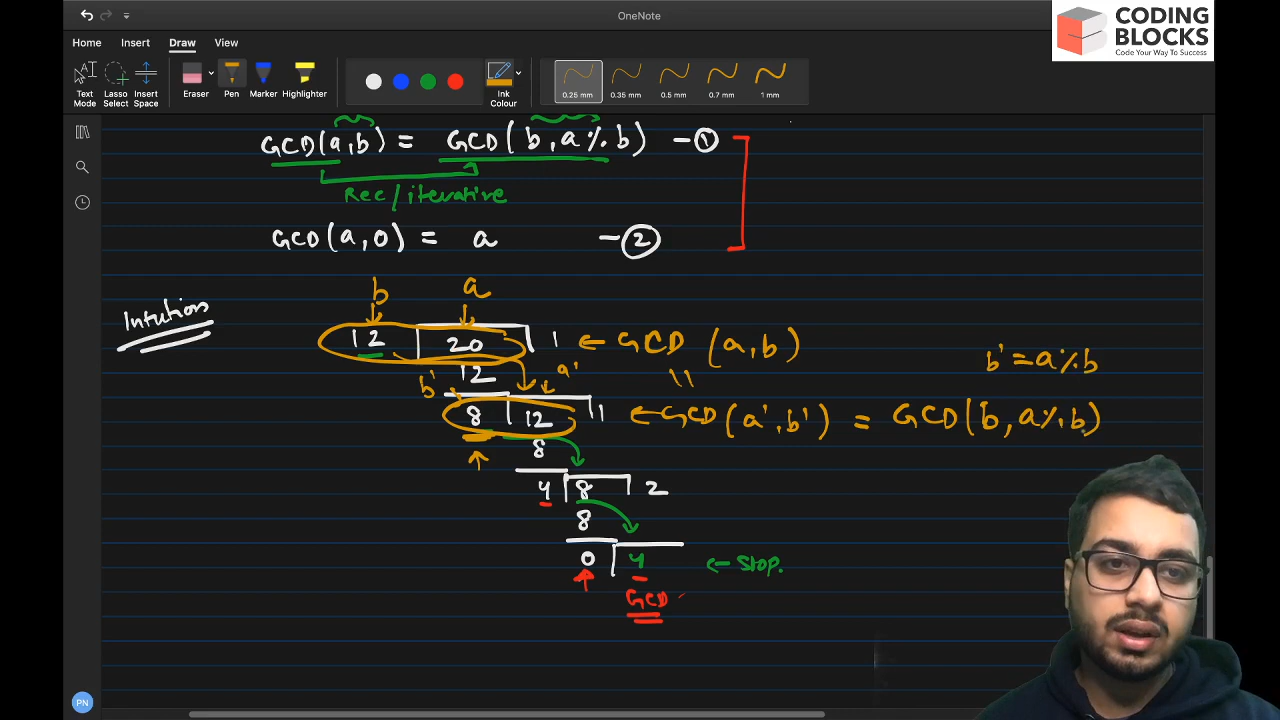 OneNote
CODING
BLOCKS
Code Your Way To Success
Home Insert Draw View
Text Mode Lasso Select Insert Space Eraser Pen Marker Highlighter Ink Colour 0.25 mm 0.35 mm 0.5 mm 0.7 mm 1 mm
GCD(a,b) = GCD(b, a%b) - ①
Rec/iterative
GCD(a,0) = a - ②
Intution
b a
12 20 1 ← GCD (a,b)
12 a' || b' = a%b
b'
8 12 1 ← GCD(a',b') = GCD(b, a%b)
8
4 8 2
8
0 4 ← Stop.
GCD
PN